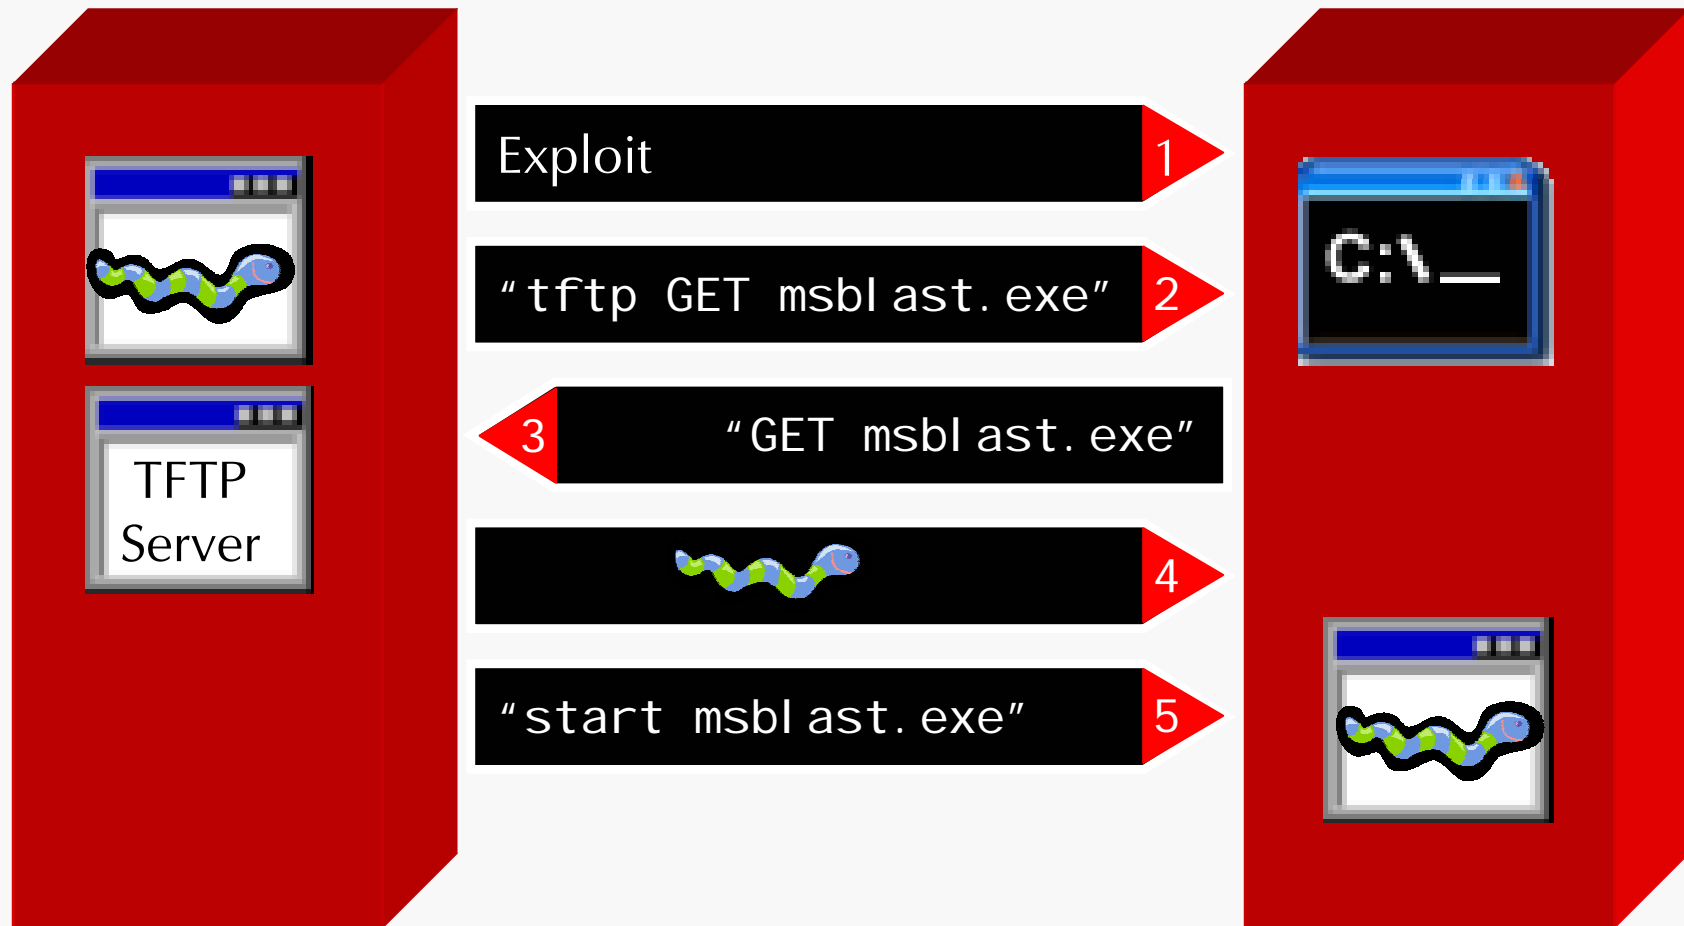 Exploit 1
C:\_
“tftp GET msblast.exe” 2
3 “GET msblast.exe”
TFTP
Server
4
“start msblast.exe” 5